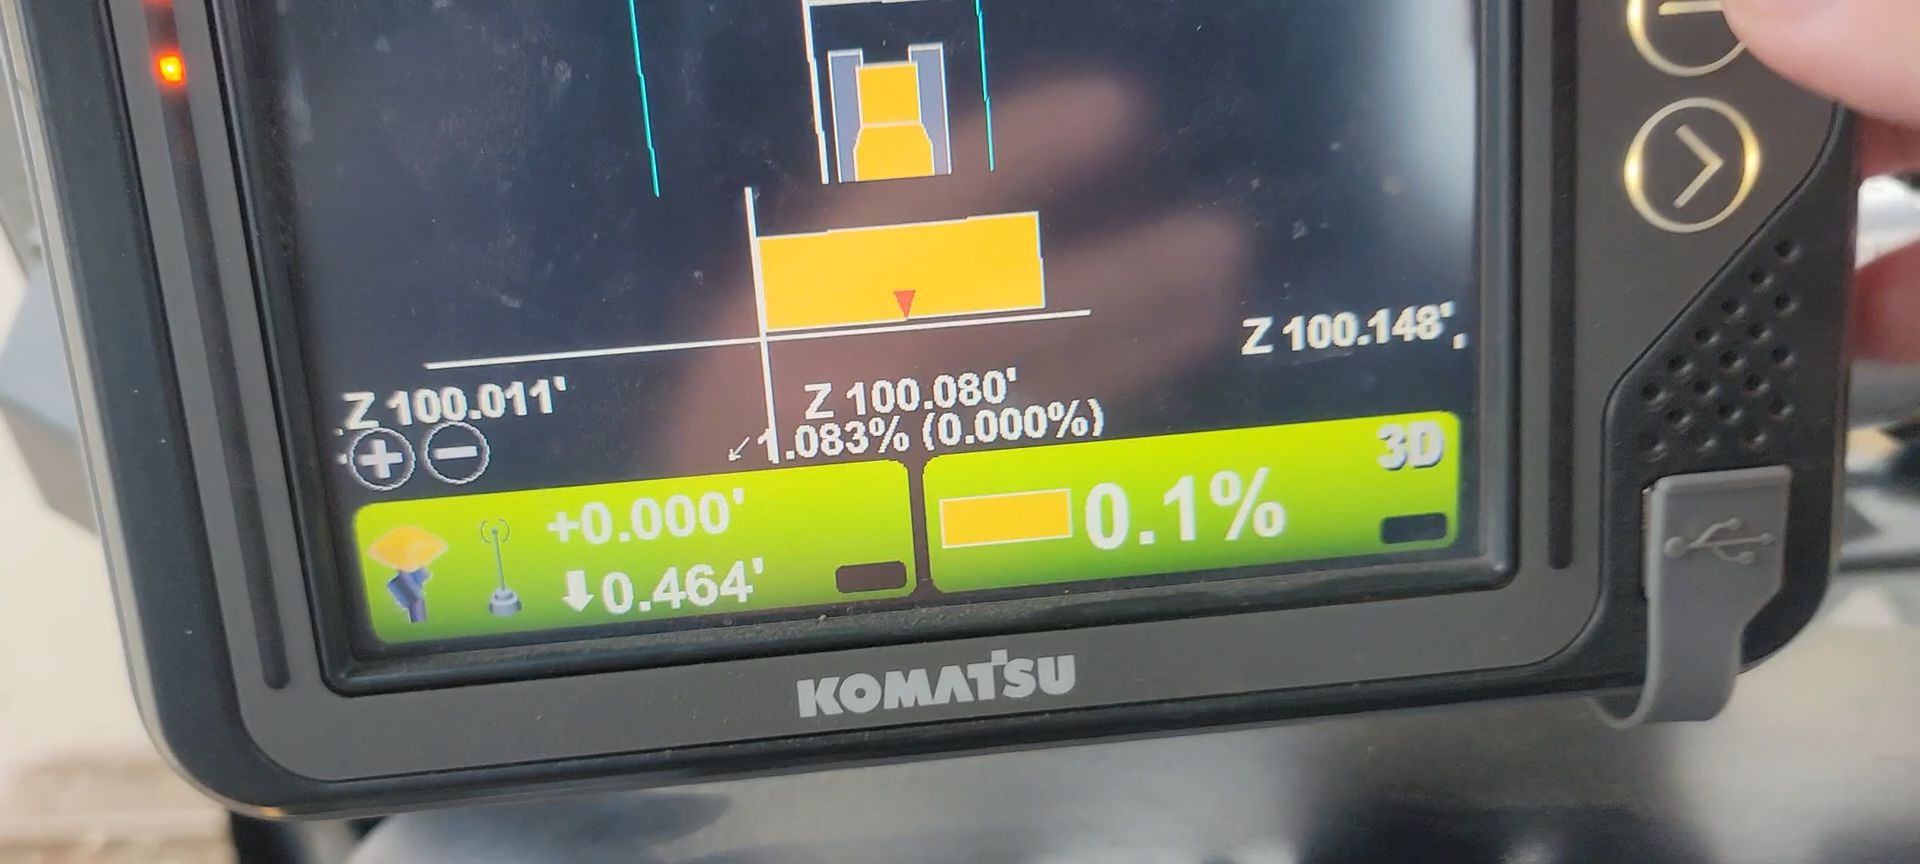 Z 100.148'
Z 100.011'
Z 100.080'
1.083% (0.000%)
3D
+0.000'
0.464'
0.1%
KOMATSU